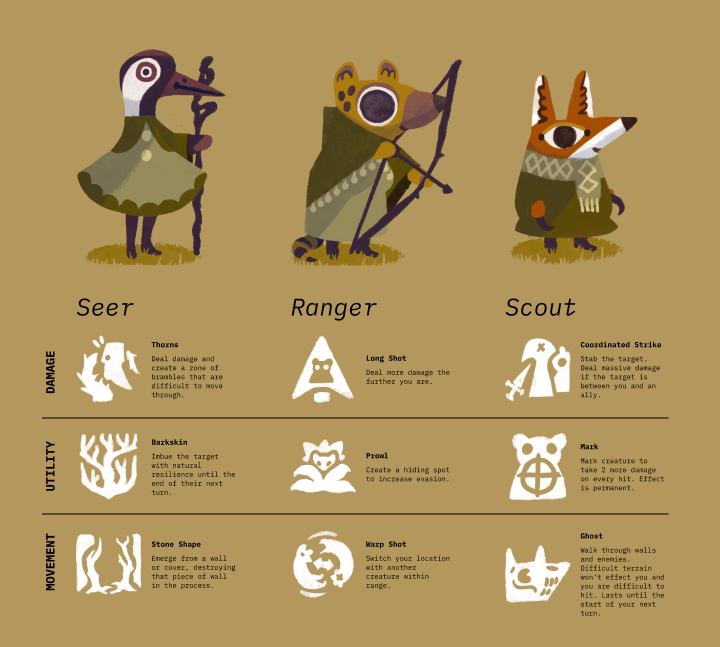 Seer
Ranger
Scout
DAMAGE
Thorns
Deal damage and
create a zone of
brambles that are
difficult to move
through.
Long Shot
Deal more damage the
further you are.
Coordinated Strike
Stab the target.
Deal massive damage
if the target is
between you and an
ally.
UTILITY
Barkskin
Imbue the target
with natural
resilience until the
end of their next
turn.
Prowl
Create a hiding spot
to increase evasion.
Mark
Mark creature to
take 2 more damage
on every hit. Effect
is permanent.
MOVEMENT
Stone Shape
Emerge from a wall
or cover, destroying
that piece of wall
in the process.
Warp Shot
Switch your location
with another
creature within
range.
Ghost
Walk through walls
and enemies.
Difficult terrain
won't effect you and
you are difficult to
hit. Lasts until the
start of your next
turn.